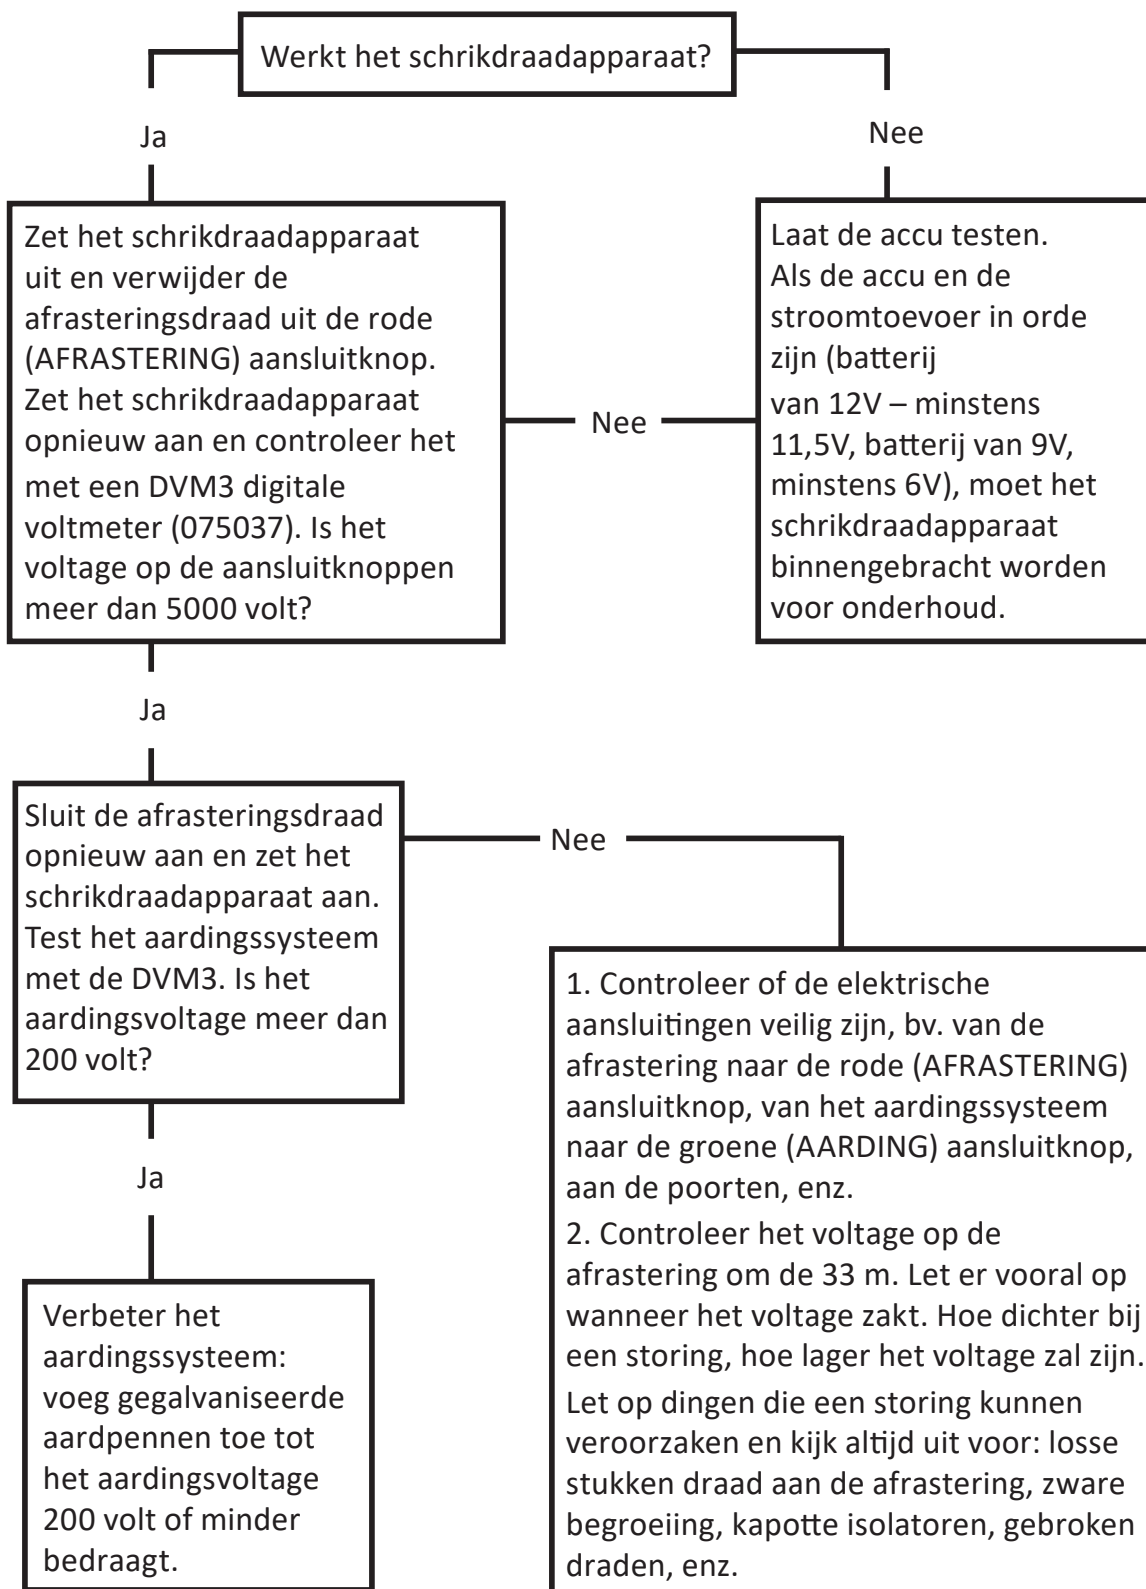 Werkt het schrikdraadapparaat?
Ja
Nee
Zet het schrikdraadapparaat
uit en verwijder de
afrasteringsdraad uit de rode
(AFRASTERING) aansluitknop.
Zet het schrikdraadapparaat
opnieuw aan en controleer het
met een DVM3 digitale
voltmeter (075037). Is het
voltage op de aansluitknoppen
meer dan 5000 volt?
Nee
Laat de accu testen.
Als de accu en de
stroomtoevoer in orde
zijn (batterij
van 12V – minstens
11,5V, batterij van 9V,
minstens 6V), moet het
schrikdraadapparaat
binnengebracht worden
voor onderhoud.
Ja
Sluit de afrasteringsdraad
opnieuw aan en zet het
schrikdraadapparaat aan.
Test het aardingssysteem
met de DVM3. Is het
aardingsvoltage meer dan
200 volt?
Nee
Ja
Verbeter het
aardingssysteem:
voeg gegalvaniseerde
aardpennen toe tot
het aardingsvoltage
200 volt of minder
bedraagt.
1. Controleer of de elektrische
aansluitingen veilig zijn, bv. van de
afrastering naar de rode (AFRASTERING)
aansluitknop, van het aardingssysteem
naar de groene (AARDING) aansluitknop,
aan de poorten, enz.
2. Controleer het voltage op de
afrastering om de 33 m. Let er vooral op
wanneer het voltage zakt. Hoe dichter bij
een storing, hoe lager het voltage zal zijn.
Let op dingen die een storing kunnen
veroorzaken en kijk altijd uit voor: losse
stukken draad aan de afrastering, zware
begroeiing, kapotte isolatoren, gebroken
draden, enz.